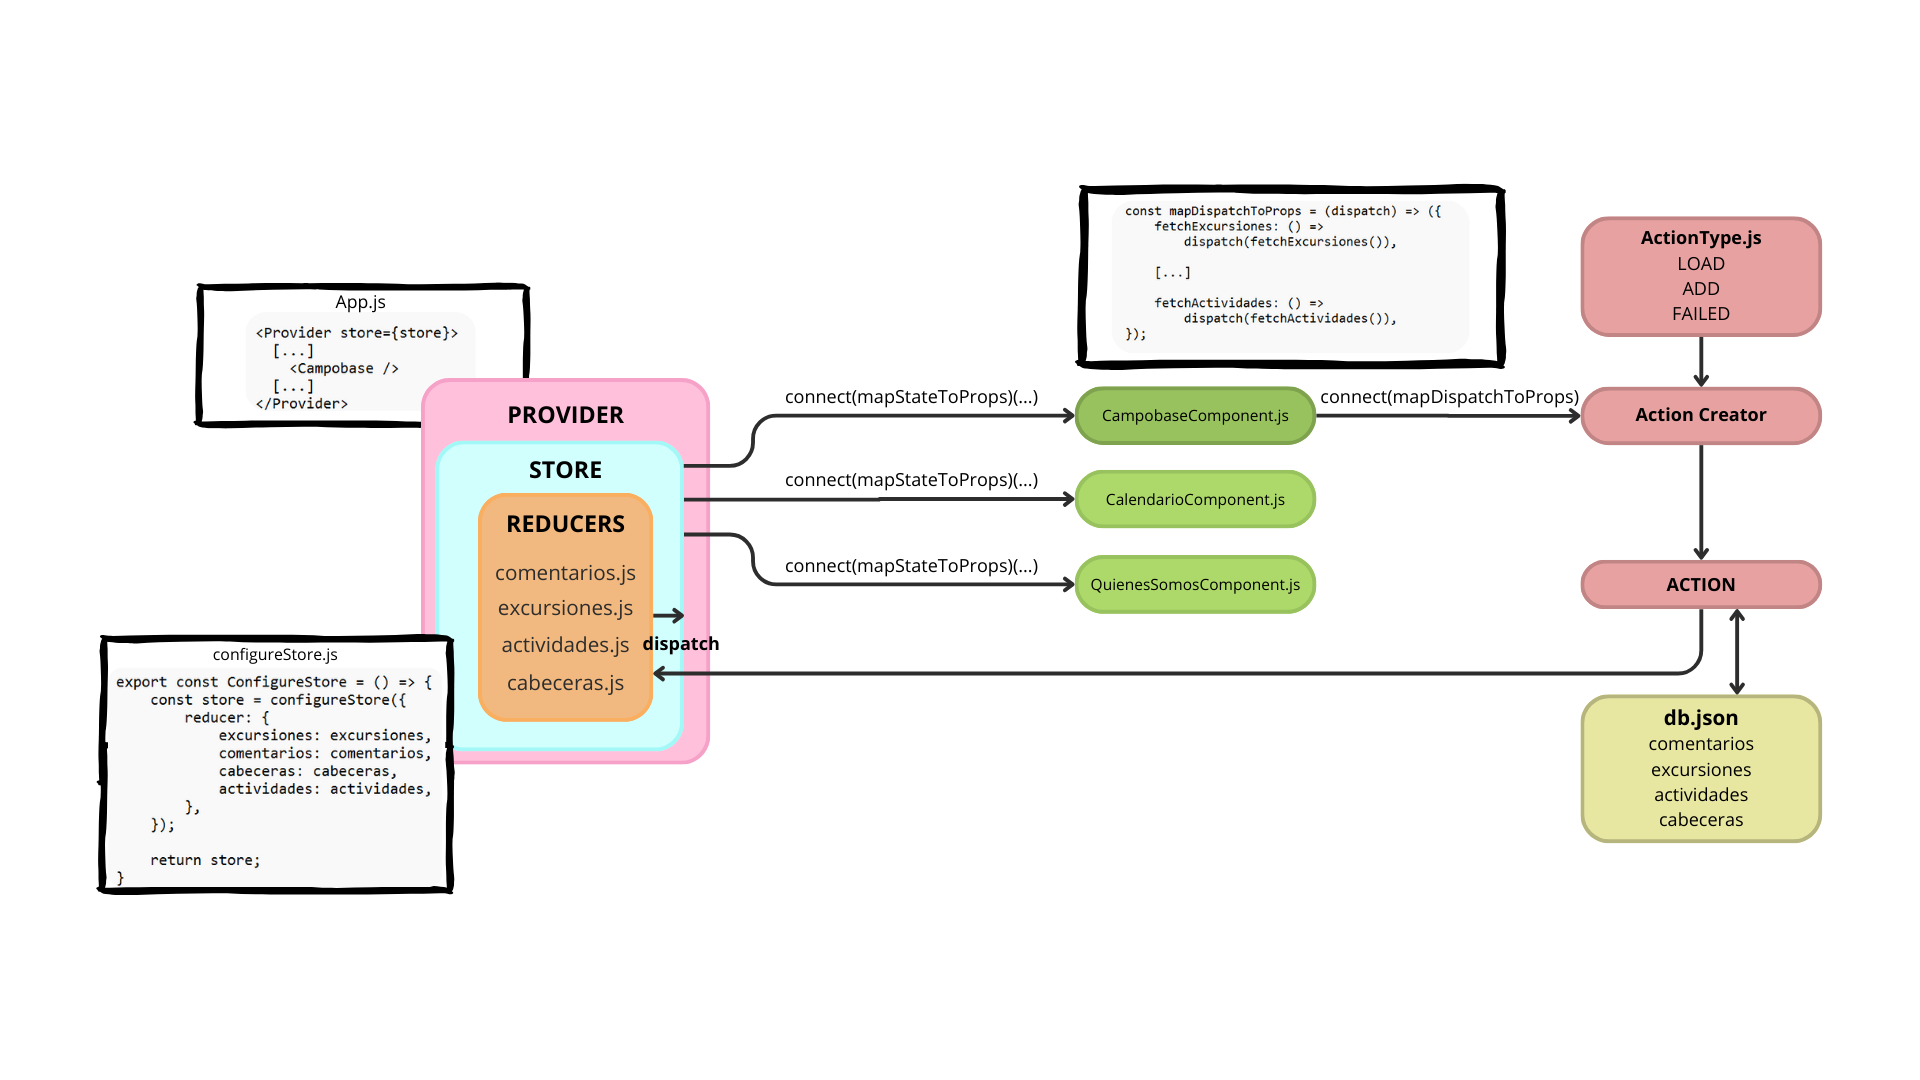 App.js
<Provider store={store}>
  [...]
    <Campobase />
  [...]
</Provider>
PROVIDER
STORE
REDUCERS
comentarios.js
excursiones.js
actividades.js
cabeceras.js
dispatch
configureStore.js
export const ConfigureStore = () => {
    const store = configureStore({
        reducer: {
            excursiones: excursiones,
            comentarios: comentarios,
            cabeceras: cabeceras,
            actividades: actividades,
        },
    });
    return store;
}
connect(mapStateToProps)(...)
connect(mapStateToProps)(...)
connect(mapStateToProps)(...)
const mapDispatchToProps = (dispatch) => ({
    fetchExcursiones: () =>
        dispatch(fetchExcursiones()),
    [...]
    fetchActividades: () =>
        dispatch(fetchActividades()),
});
CampobaseComponent.js
CalendarioComponent.js
QuienesSomosComponent.js
connect(mapDispatchToProps)
ActionType.js
LOAD
ADD
FAILED
Action Creator
ACTION
db.json
comentarios
excursiones
actividades
cabeceras